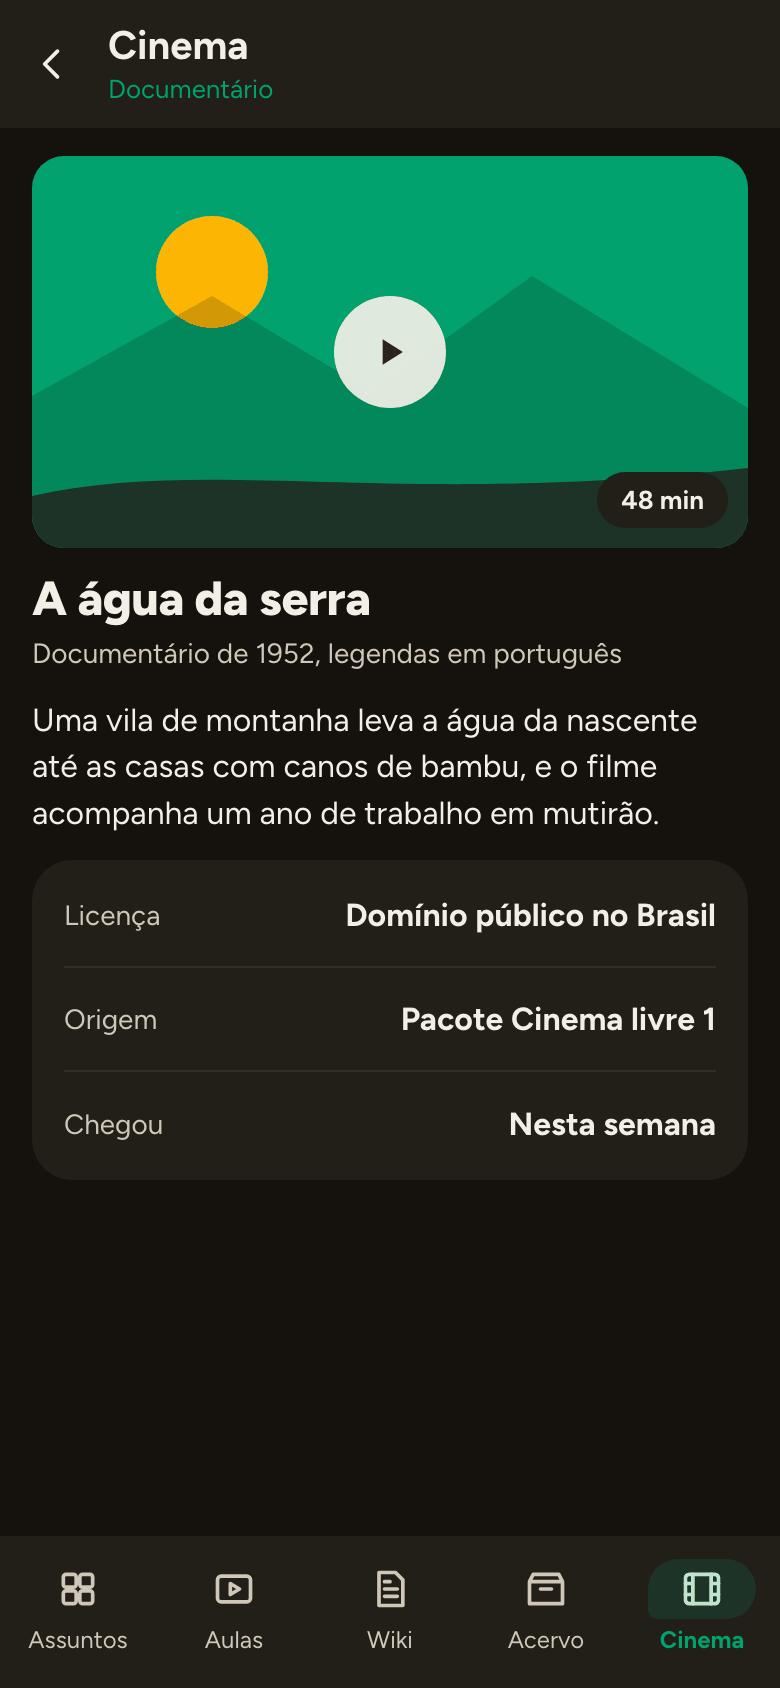 Cinema
Documentário
48 min
A água da serra
Documentário de 1952, legendas em português
Uma vila de montanha leva a água da nascente
até as casas com canos de bambu, e o filme
acompanha um ano de trabalho em mutirão.
Licença
Domínio público no Brasil
Origem
Pacote Cinema livre 1
Chegou
Nesta semana
Assuntos
Aulas
Wiki
Acervo
Cinema